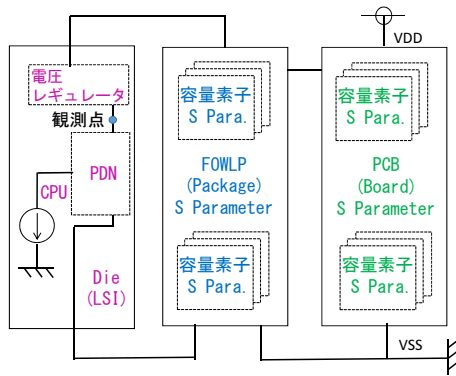 電圧
レギュレータ
観測点
PDN
CPU
Die
(LSI)
容量素子
S Para.
FOWLP
(Package)
S Parameter
容量素子
S Para.
VDD
容量素子
S Para.
PCB
(Board)
S Parameter
容量素子
S Para.
VSS